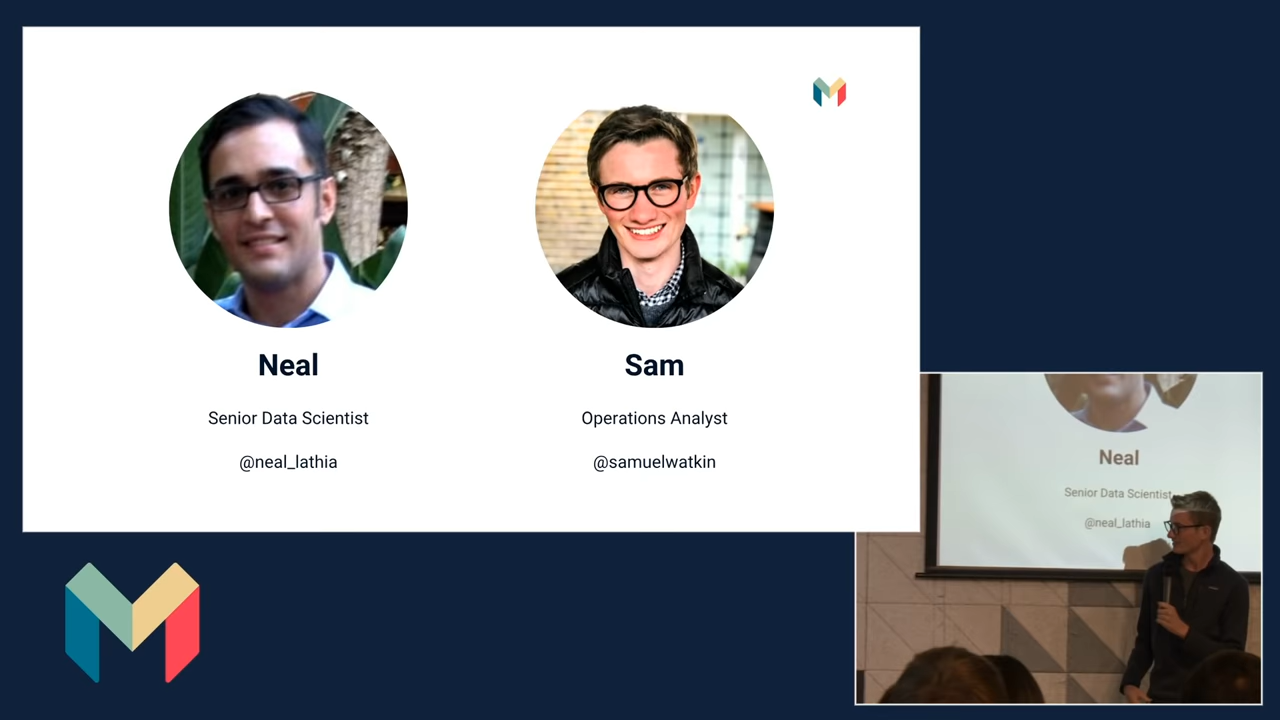 Neal
Senior Data Scientist
@neal_lathia
Sam
Operations Analyst
@samuelwatkin
Neal
Senior Data Scientist
@neal_lathia